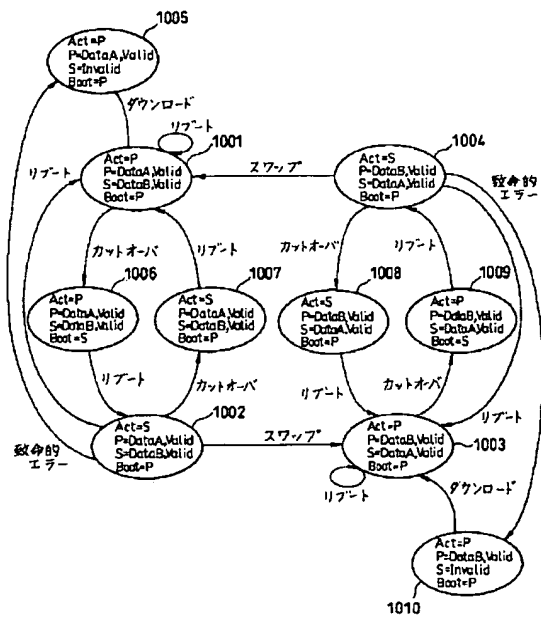 1005
Act=P
P=DataA,Valid
S=Invalid
Boot=P
ダウンロード
リブート
1001
Act=P
P=DataA,Valid
S=DataB,Valid
Boot=P
リブート
スワップ
1004
Act=S
P=DataB,Valid
S=DataA,Valid
Boot=P
致命的
エラー
カットオーバ
リブート
カットオーバ
リブート
1006
Act=P
P=DataA,Valid
S=DataB,Valid
Boot=S
1007
Act=S
P=DataA,Valid
S=DataB,Valid
Boot=P
1008
Act=S
P=DataB,Valid
S=DataA,Valid
Boot=P
1009
Act=P
P=DataB,Valid
S=DataA,Valid
Boot=S
リブート
カットオーバ
リブート
カットオーバ
リブート
1002
Act=S
P=DataA,Valid
S=DataB,Valid
Boot=P
致命的
エラー
スワップ
1003
Act=P
P=DataB,Valid
S=DataA,Valid
Boot=P
リブート
ダウンロード
Act=P
P=DataB,Valid
S=Invalid
Boot=P
1010